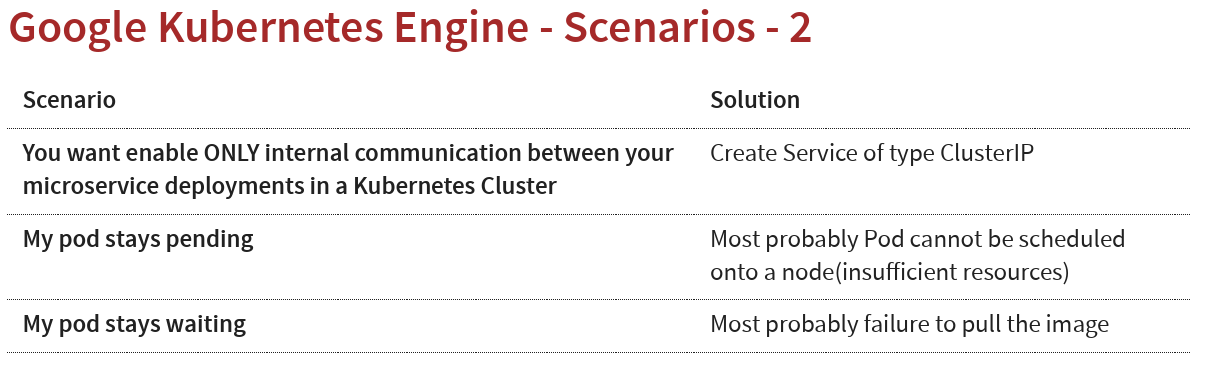 Google Kubernetes Engine - Scenarios - 2
Scenario
Solution
You want enable ONLY internal communication between your
microservice deployments in a Kubernetes Cluster
Create Service of type ClusterIP
My pod stays pending
Most probably Pod cannot be scheduled
onto a node(insufficient resources)
My pod stays waiting
Most probably failure to pull the image